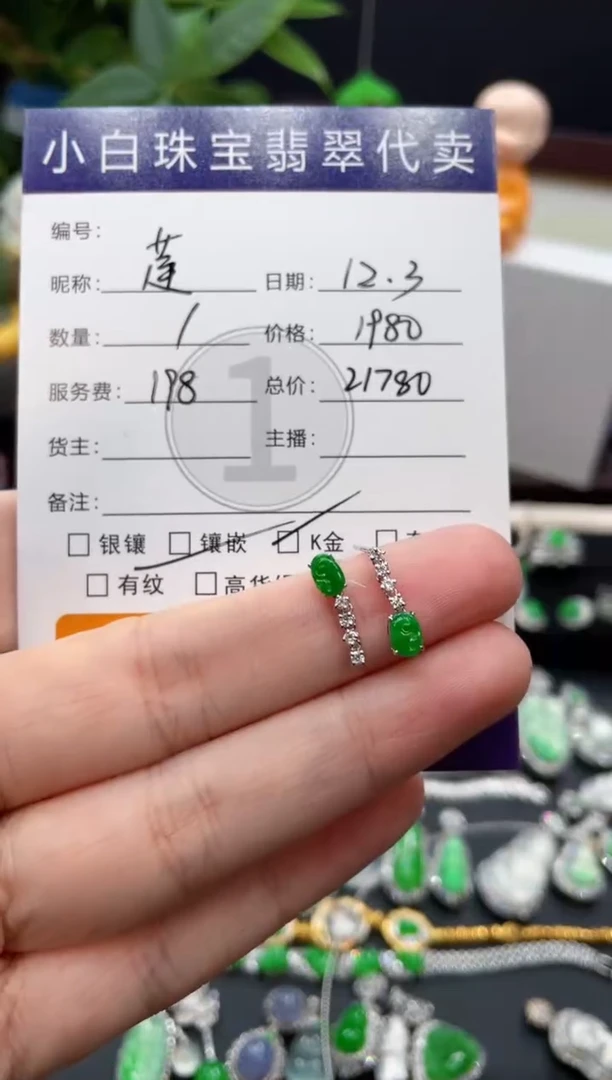 小白珠宝翡翠代卖
编号：
昵称：莲 日期：12.3
数量：1 价格：1980
服务费：198 总价：21780
货主： 主播：
1
备注：
银镶 镶嵌 K金
有纹